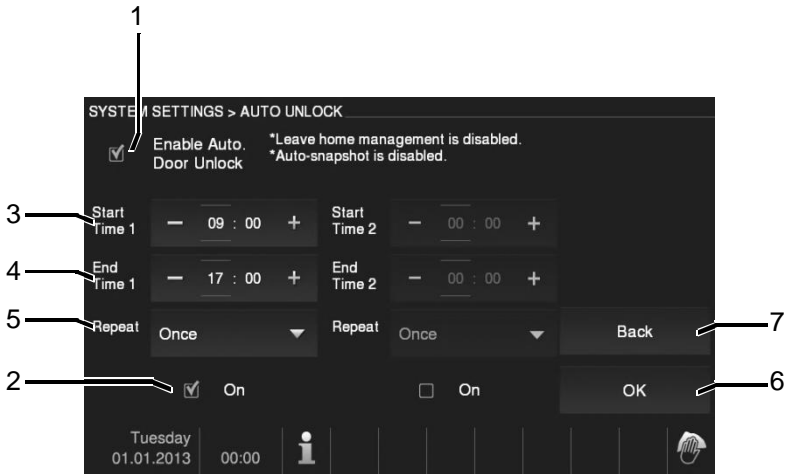 1
SYSTEM SETTINGS > AUTO UNLOCK
Enable Auto.
Door Unlock
*Leave home management is disabled.
*Auto-snapshot is disabled.
3
Start
Time 1
− 09 : 00 +
Start
Time 2
− 00 : 00 +
4
End
Time 1
− 17 : 00 +
End
Time 2
− 00 : 00 +
5
Repeat
Once
Repeat
Once
Back
7
2
On
On
OK
6
Tuesday
01.01.2013
00:00
i